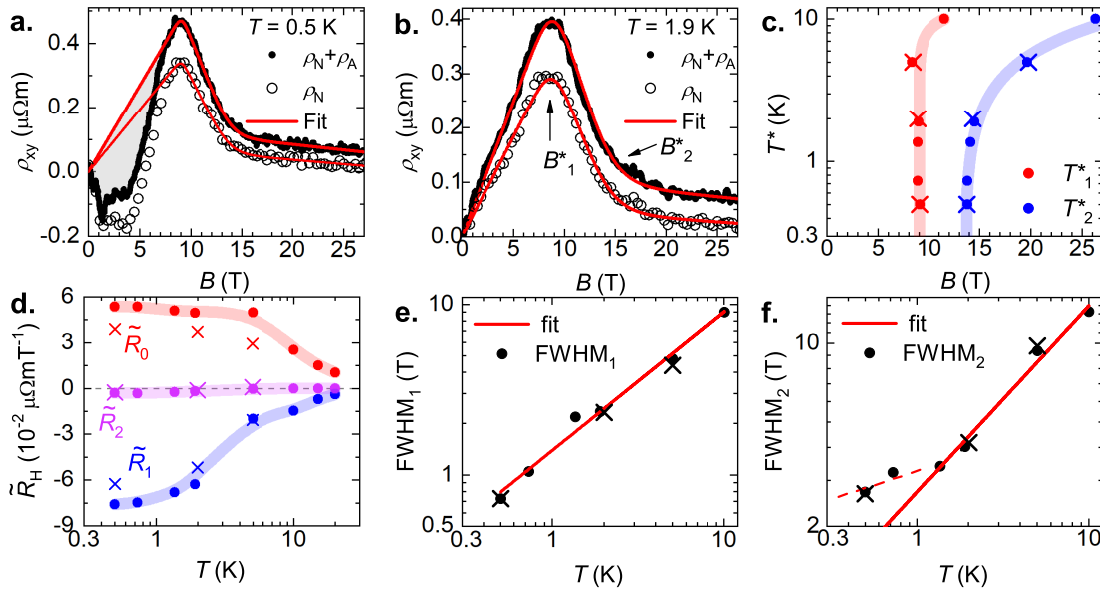 a.
T = 0.5 K
ρN+ρA
ρN
Fit
ρxy (μΩm)
0.4
0.2
0.0
-0.2
0 5 10 15 20 25
B (T)
b.
T = 1.9 K
ρN+ρA
ρN
Fit
B*1
B*2
ρxy (μΩm)
0.4
0.3
0.2
0.1
0.0
0 5 10 15 20 25
B (T)
c.
T*1
T*2
T* (K)
10
1
0.3
0 5 10 15 20 25
B (T)
d.
R̃0
R̃2
R̃1
R̃H (10-2 μΩmT-1)
6
3
0
-3
-6
-9
0.3 1 10
T (K)
e.
fit
FWHM1
FWHM1 (T)
10
1
0.5
0.3 1 10
T (K)
f.
fit
FWHM2
FWHM2 (T)
10
2
0.3 1 10
T (K)